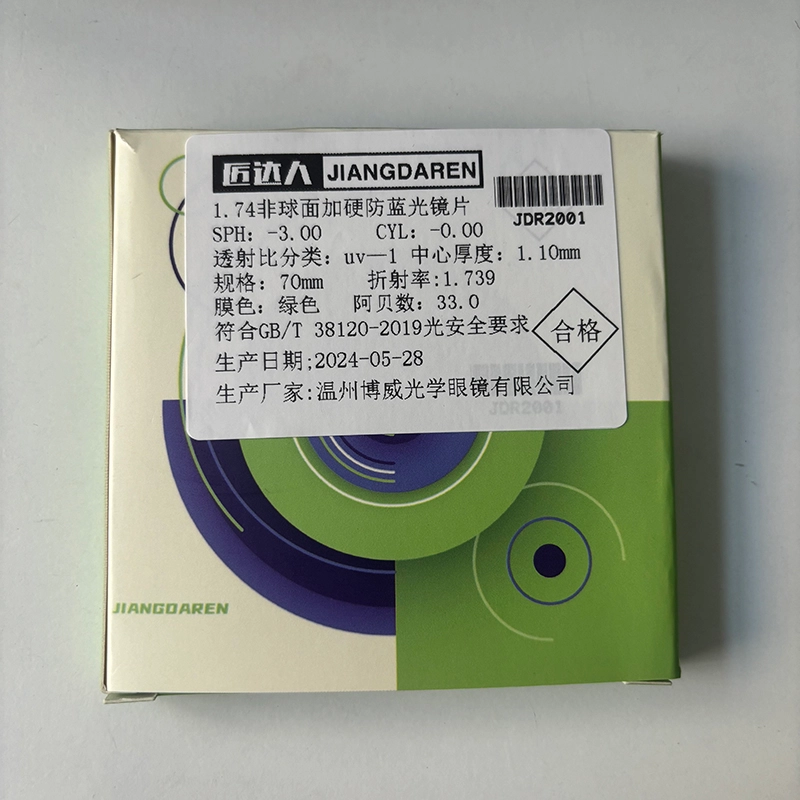 匠达人 JIANGDAREN
JDR2001
1.74非球面加硬防蓝光镜片
SPH: -3.00 CYL: -0.00
透射比分类: uv—1 中心厚度: 1.10mm
规格: 70mm 折射率:1.739
膜色: 绿色 阿贝数: 33.0
符合GB/T 38120-2019光安全要求
合格
生产日期;2024-05-28
生产厂家:温州博威光学眼镜有限公司
JDR2001
JIANGDAREN